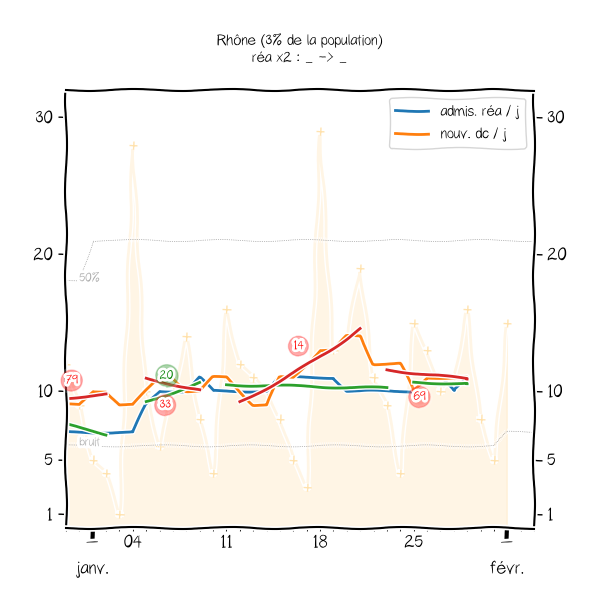 Rhône (3% de la population)
réa x2 : _ -> _
admis. réa / j
nouv. dc / j
30
30
20
20
50%
79
20
33
14
69
10
10
bruit
5
5
1
1
04
11
18
25
janv.
févr.